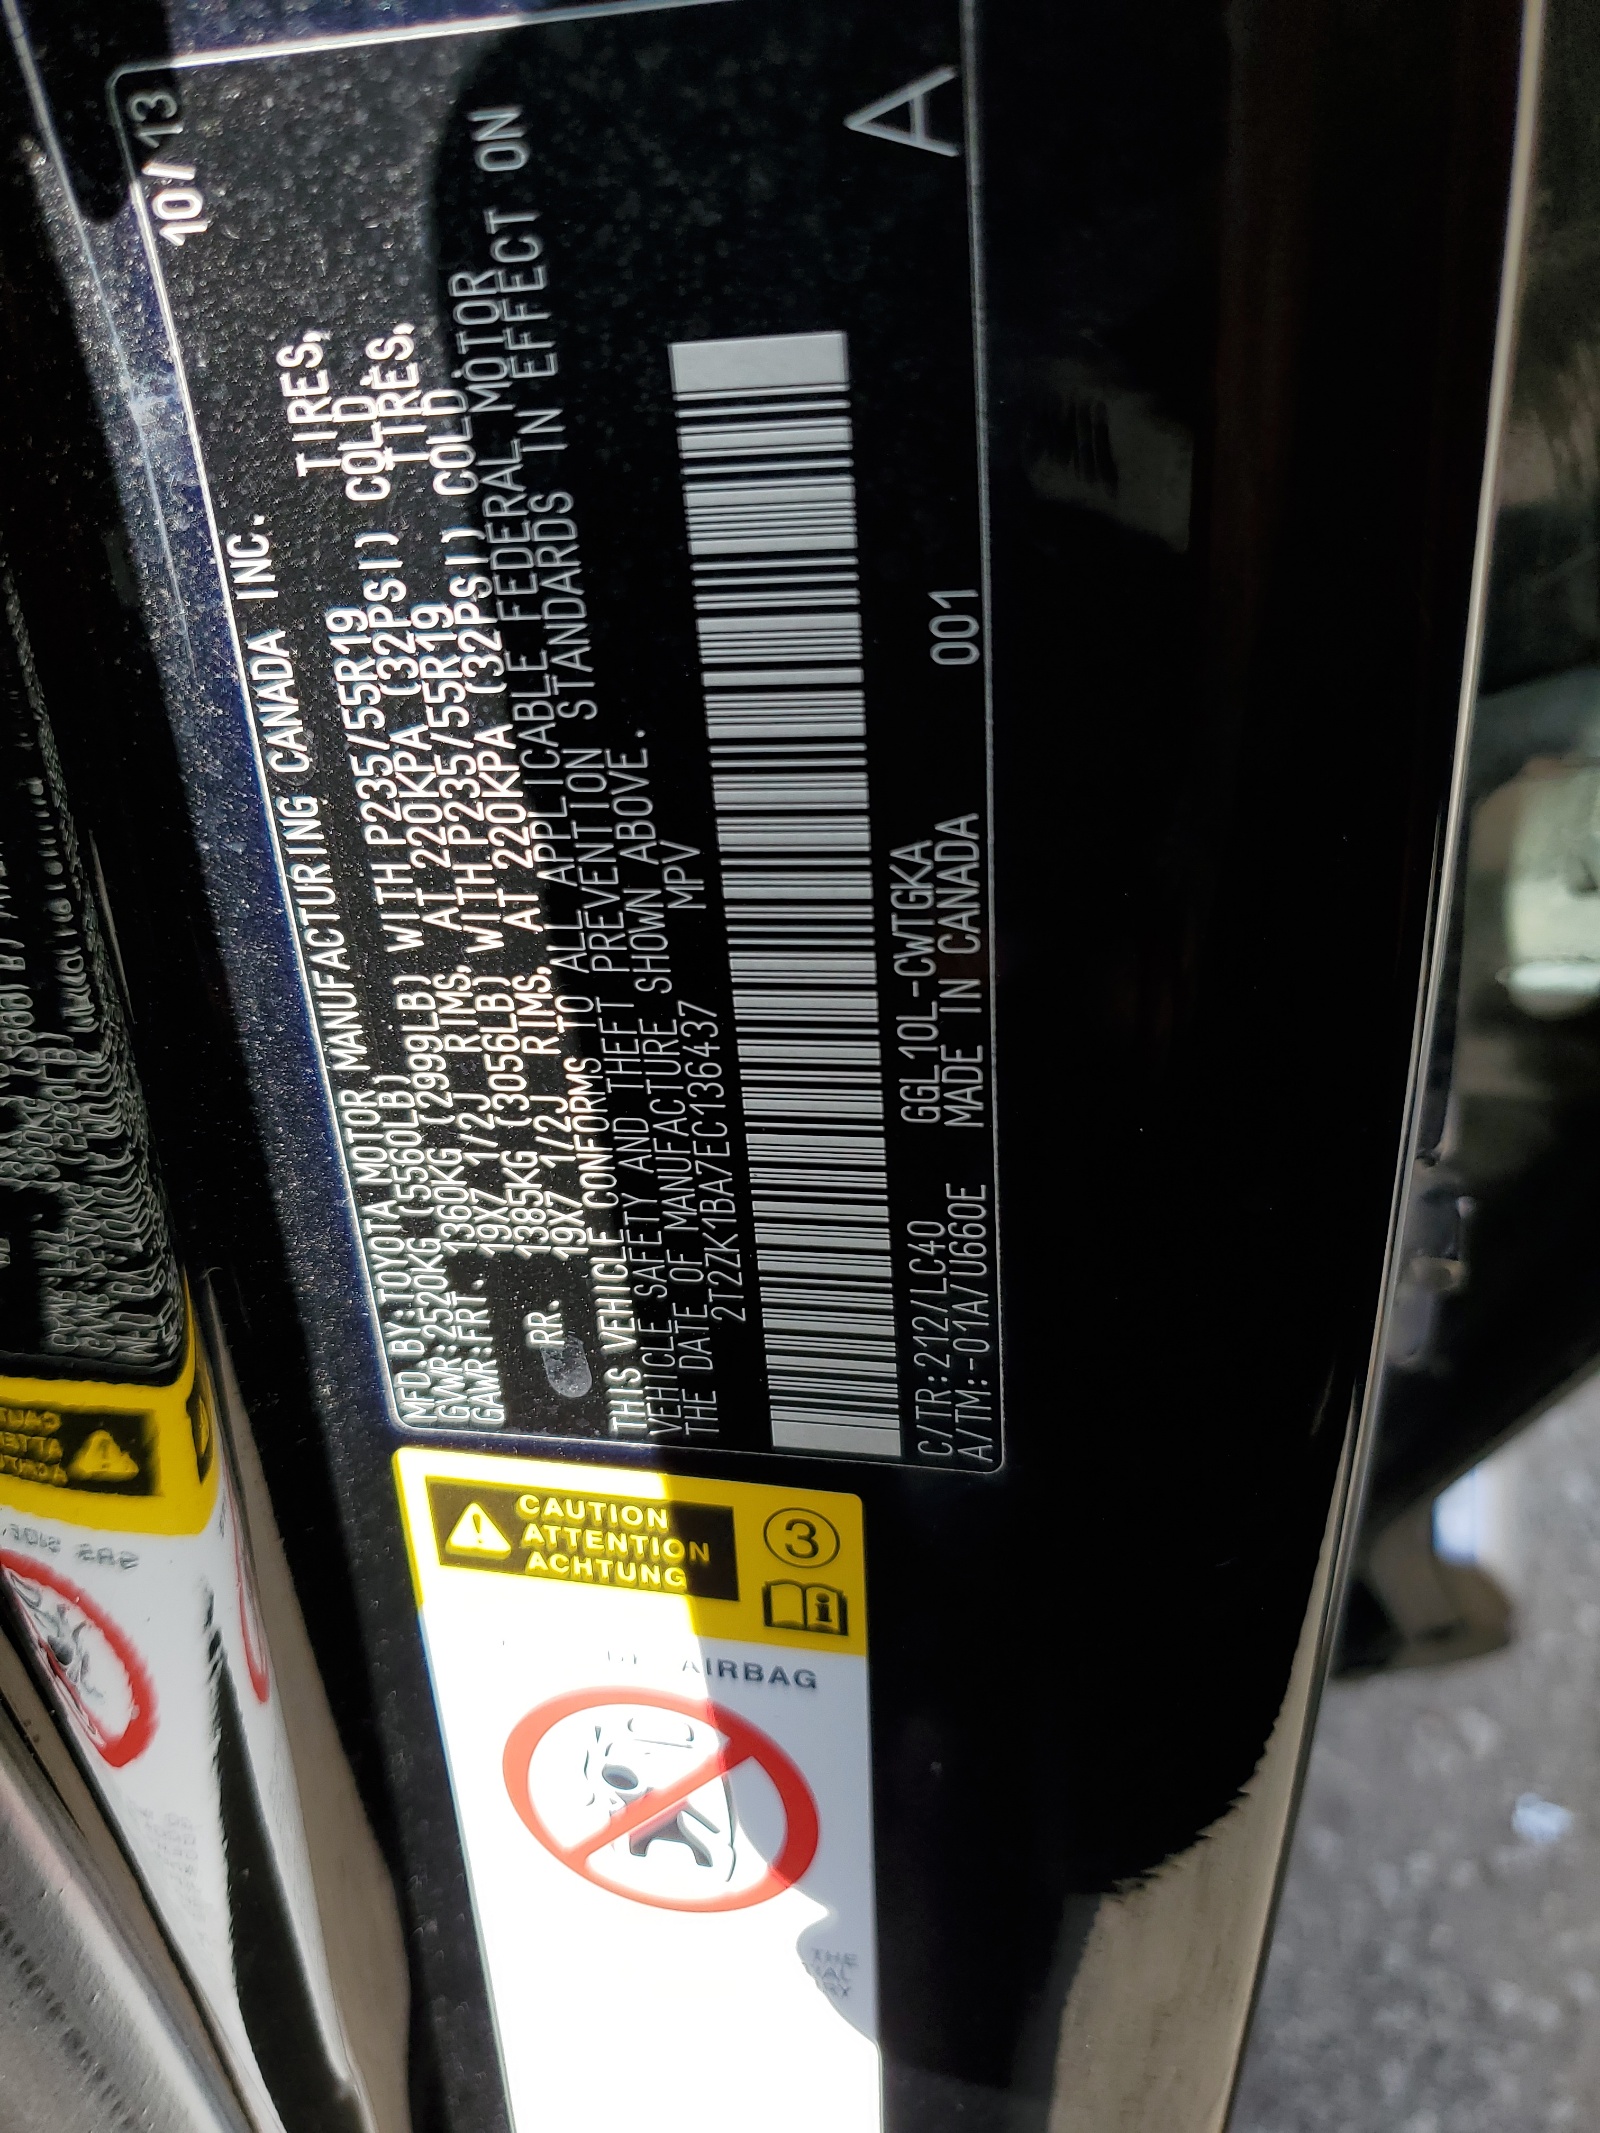 10/ 13
MFD.BY:TOYOTA MOTOR MANUFACTURING CANADA INC.
GVWR:2520KG (5560LB)
GAWR:FRT. 1360KG (2999LB) WITH P235/55R19 TIRES,
19X7 1/2J RIMS, AT 220KPA (32PSI) COLD.
RR. 1385KG (3056LB) WITH P235/55R19 TIRES,
19X7 1/2J RIMS, AT 220KPA (32PSI) COLD.
THIS VEHICLE CONFORMS TO ALL APPLICABLE FEDERAL MOTOR
VEHICLE SAFETY AND THEFT PREVENTION STANDARDS IN EFFECT ON
THE DATE OF MANUFACTURE SHOWN ABOVE.
2T2ZK1BA7EC136437 MPV
C/TR:212/LC40 GGL10L-CWTGKA
A/TM:-01A/U660E MADE IN CANADA 001 A
CAUTION
ATTENTION
ACHTUNG
3
i
AIRBAG
THE